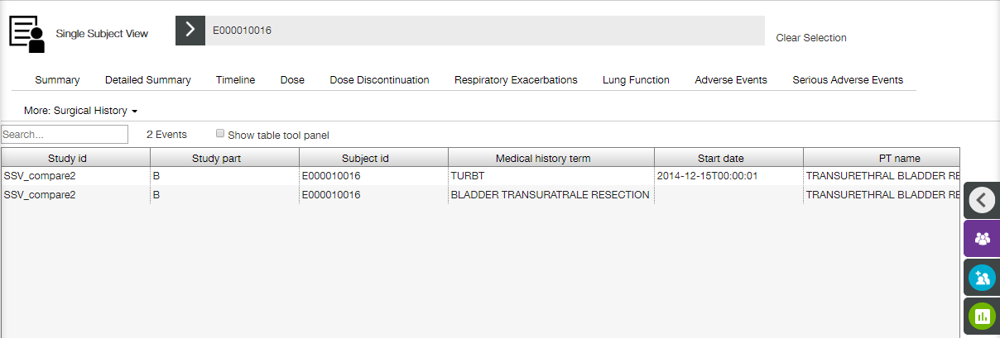 Single Subject View
E000010016
Clear Selection
Summary Detailed Summary Timeline Dose Dose Discontinuation Respiratory Exacerbations Lung Function Adverse Events Serious Adverse Events
More: Surgical History
Search... 2 Events Show table tool panel
Study id Study part Subject id Medical history term Start date PT name
SSV_compare2 B E000010016 TURBT 2014-12-15T00:00:01 TRANSURETHRAL BLADDER RE
SSV_compare2 B E000010016 BLADDER TRANSURATRALE RESECTION TRANSURETHRAL BLADDER RE